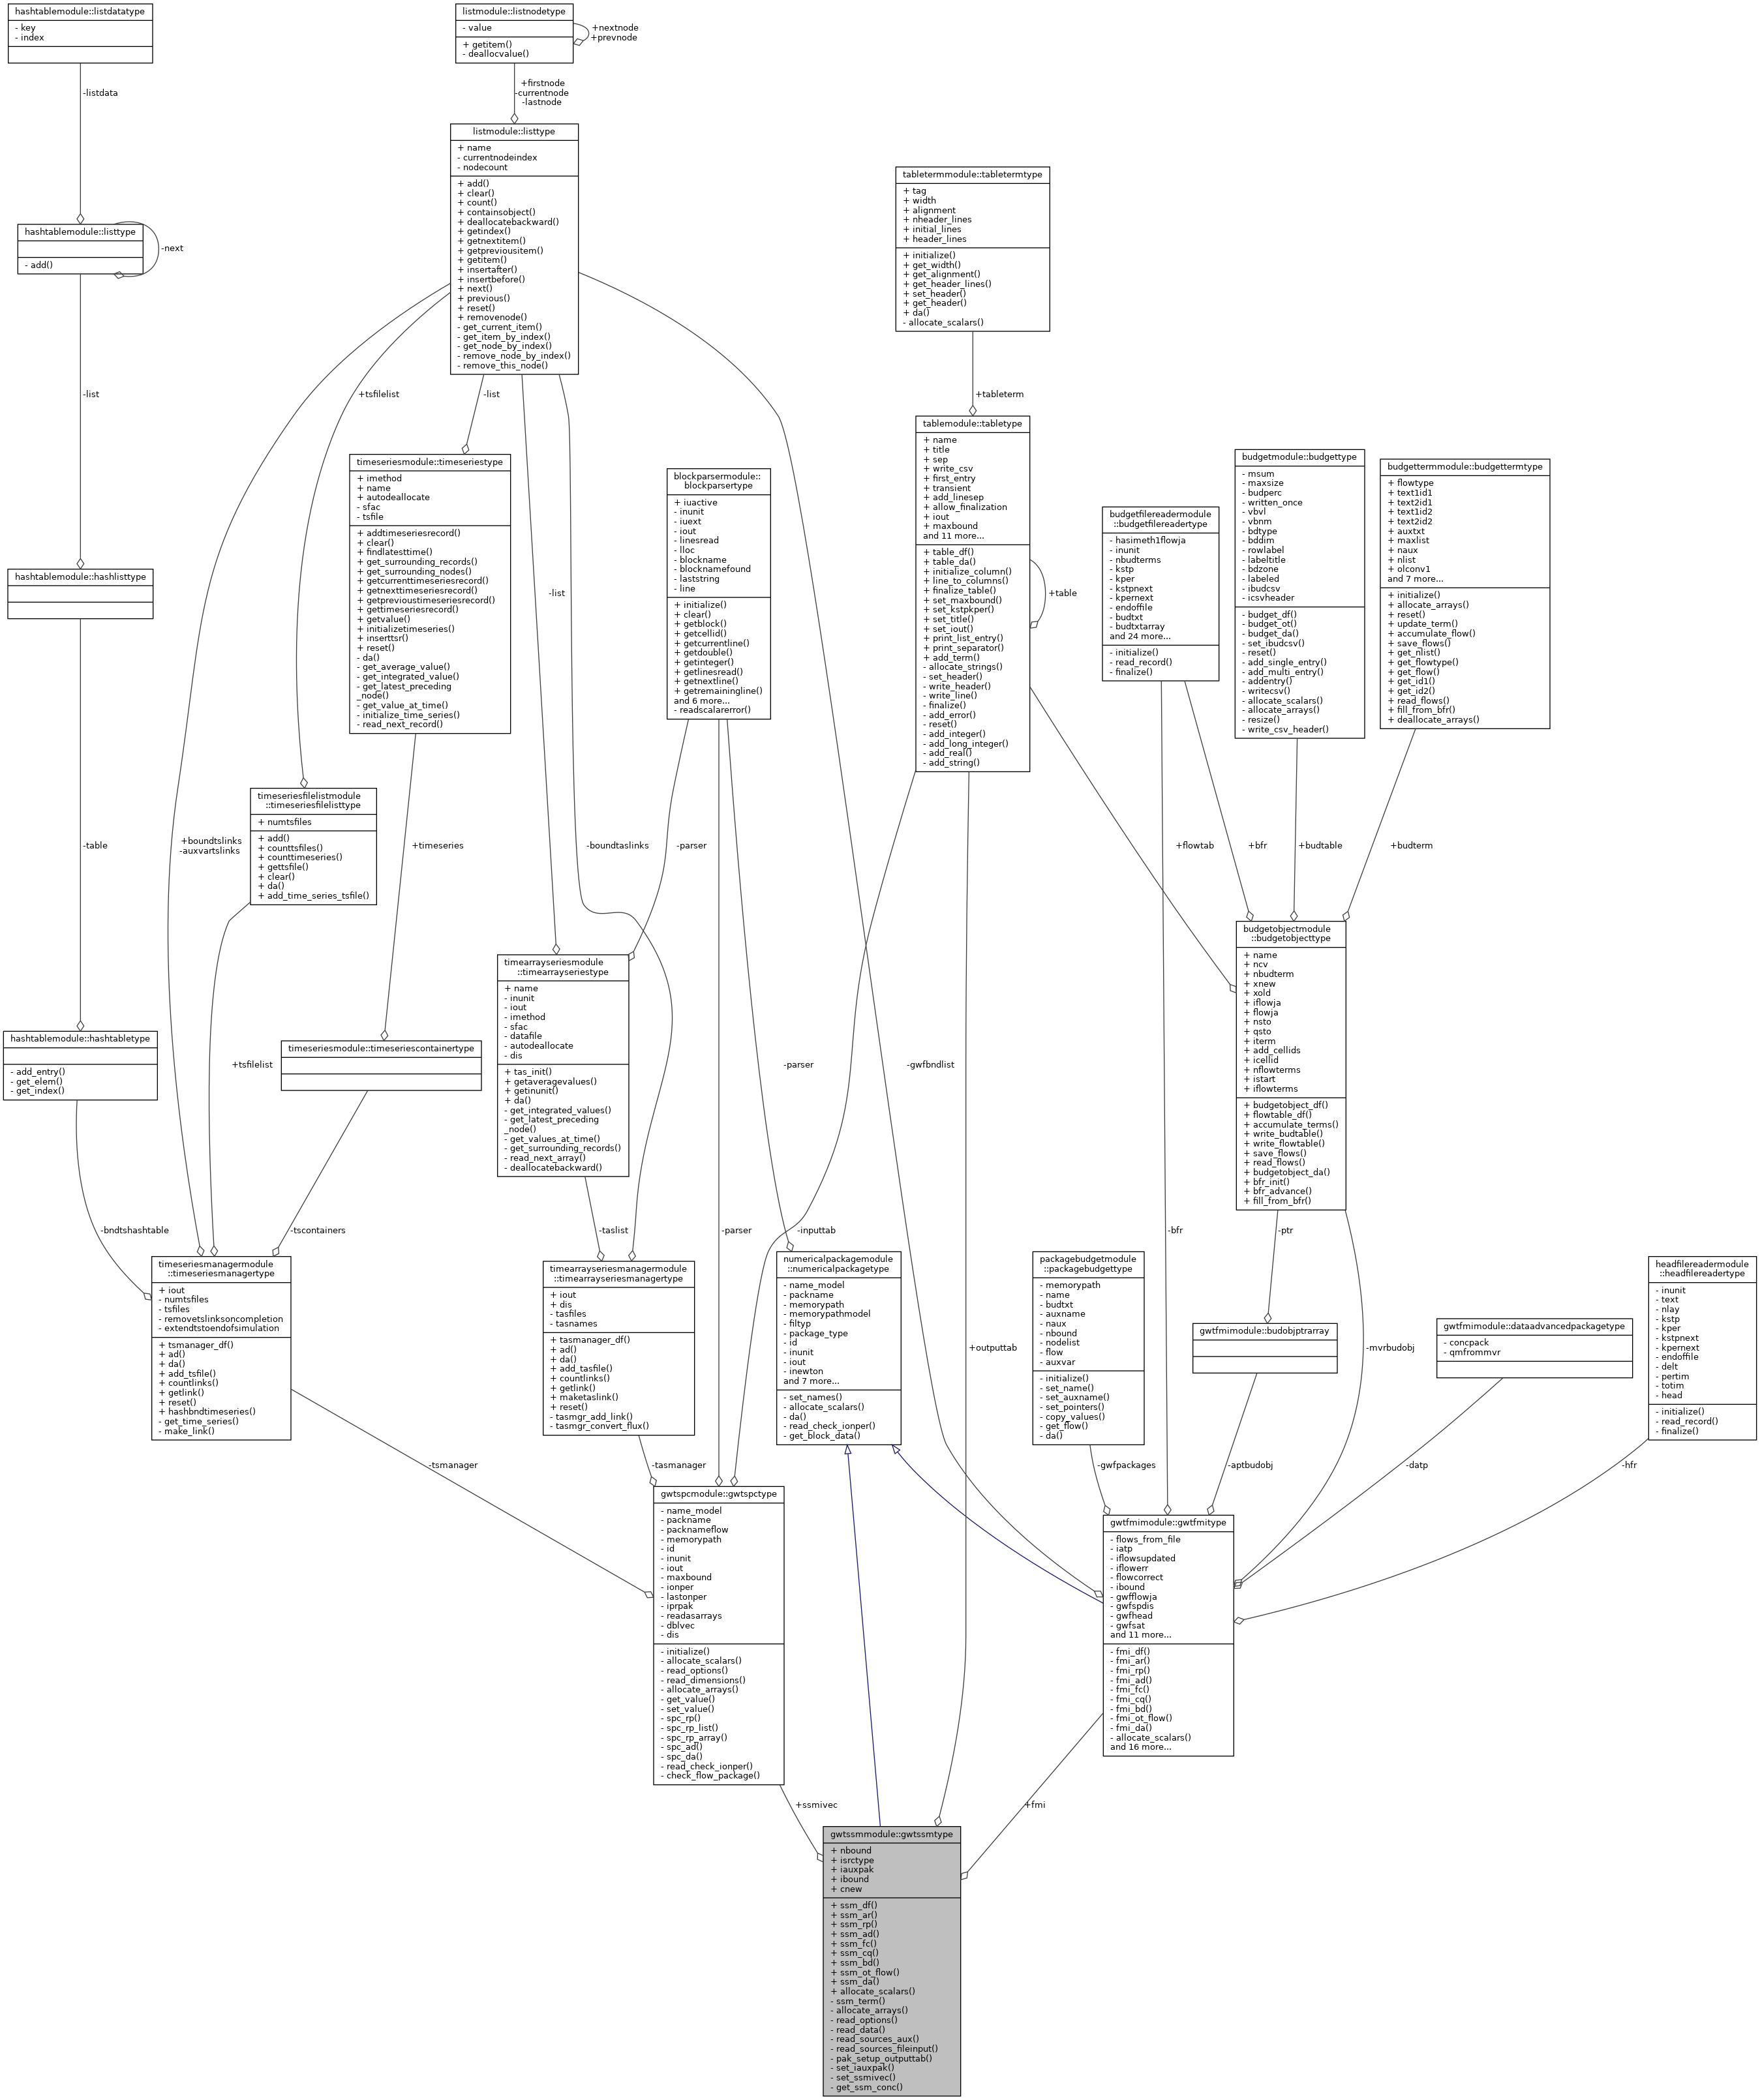 hashtablemodule::listdatatype
- key
- index
listmodule::listnodetype
- value
+ getitem()
- deallocvalue()
+nextnode
+prevnode
-listdata
+firstnode
-currentnode
-lastnode
listmodule::listtype
+ name
- currentnodeindex
- nodecount
+ add()
+ clear()
+ count()
+ containsobject()
+ deallocatebackward()
+ getindex()
+ getnextitem()
+ getpreviousitem()
+ getitem()
+ insertafter()
+ insertbefore()
+ next()
+ previous()
+ reset()
+ removenode()
- get_current_item()
- get_item_by_index()
- get_node_by_index()
- remove_node_by_index()
- remove_this_node()
tabletermmodule::tabletermtype
+ tag
+ width
+ alignment
+ nheader_lines
+ initial_lines
+ header_lines
+ initialize()
+ get_width()
+ get_alignment()
+ get_header_lines()
+ set_header()
+ get_header()
+ da()
- allocate_scalars()
hashtablemodule::listtype
- add()
-next
-list
+tsfilelist
-list
+tableterm
timeseriesmodule::timeseriestype
+ imethod
+ name
+ autodeallocate
- sfac
- tsfile
+ addtimeseriesrecord()
+ clear()
+ findlatesttime()
+ get_surrounding_records()
+ get_surrounding_nodes()
+ getcurrenttimeseriesrecord()
+ getnexttimeseriesrecord()
+ getprevioustimeseriesrecord()
+ gettimeseriesrecord()
+ getvalue()
+ initializetimeseries()
+ inserttsr()
+ reset()
- da()
- get_average_value()
- get_integrated_value()
- get_latest_preceding
_node()
- get_value_at_time()
- initialize_time_series()
- read_next_record()
-list
blockparsermodule::
blockparsertype
+ iuactive
- inunit
- iuext
- iout
- linesread
- lloc
- blockname
- blocknamefound
- laststring
- line
+ initialize()
+ clear()
+ getblock()
+ getcellid()
+ getcurrentline()
+ getdouble()
+ getinteger()
+ getlinesread()
+ getnextline()
+ getremainingline()
and 6 more...
- readscalarerror()
tablemodule::tabletype
+ name
+ title
+ sep
+ write_csv
+ first_entry
+ transient
+ add_linesep
+ allow_finalization
+ iout
+ maxbound
and 11 more...
+ table_df()
+ table_da()
+ initialize_column()
+ line_to_columns()
+ finalize_table()
+ set_maxbound()
+ set_kstpkper()
+ set_title()
+ set_iout()
+ print_list_entry()
+ print_separator()
+ add_term()
- allocate_strings()
- set_header()
- write_header()
- write_line()
- finalize()
- add_error()
- reset()
- add_integer()
- add_long_integer()
- add_real()
- add_string()
+table
budgetfilereadermodule
::budgetfilereadertype
- hasimeth1flowja
- inunit
- nbudterms
- kstp
- kper
- kstpnext
- kpernext
- endoffile
- budtxt
- budtxtarray
and 24 more...
- initialize()
- read_record()
- finalize()
budgetmodule::budgettype
- msum
- maxsize
- budperc
- written_once
- vbvl
- vbnm
- bdtype
- bddim
- rowlabel
- labeltitle
- bdzone
- labeled
- ibudcsv
- icsvheader
- budget_df()
- budget_ot()
- budget_da()
- set_ibudcsv()
- reset()
- add_single_entry()
- add_multi_entry()
- addentry()
- writecsv()
- allocate_scalars()
- allocate_arrays()
- resize()
- write_csv_header()
budgettermmodule::budgettermtype
+ flowtype
+ text1id1
+ text2id1
+ text1id2
+ text2id2
+ auxtxt
+ maxlist
+ naux
+ nlist
+ olconv1
and 7 more...
+ initialize()
+ allocate_arrays()
+ reset()
+ update_term()
+ accumulate_flow()
+ save_flows()
+ get_nlist()
+ get_flowtype()
+ get_flow()
+ get_id1()
+ get_id2()
+ read_flows()
+ fill_from_bfr()
+ deallocate_arrays()
hashtablemodule::hashlisttype
timeseriesfilelistmodule
::timeseriesfilelisttype
+ numtsfiles
+ add()
+ counttsfiles()
+ counttimeseries()
+ gettsfile()
+ clear()
+ da()
+ add_time_series_tsfile()
-table
+boundtslinks
-auxvartslinks
+timeseries
-boundtaslinks
-parser
+flowtab
+bfr
+budtable
+budterm
timearrayseriesmodule
::timearrayseriestype
+ name
- inunit
- iout
- imethod
- sfac
- datafile
- autodeallocate
- dis
+ tas_init()
+ getaveragevalues()
+ getinunit()
+ da()
- get_integrated_values()
- get_latest_preceding
_node()
- get_values_at_time()
- get_surrounding_records()
- read_next_array()
- deallocatebackward()
budgetobjectmodule
::budgetobjecttype
+ name
+ ncv
+ nbudterm
+ xnew
+ xold
+ iflowja
+ flowja
+ nsto
+ qsto
+ iterm
+ add_cellids
+ icellid
+ nflowterms
+ istart
+ iflowterms
+ budgetobject_df()
+ flowtable_df()
+ accumulate_terms()
+ write_budtable()
+ write_flowtable()
+ save_flows()
+ read_flows()
+ budgetobject_da()
+ bfr_init()
+ bfr_advance()
+ fill_from_bfr()
hashtablemodule::hashtabletype
- add_entry()
- get_elem()
- get_index()
+tsfilelist
timeseriesmodule::timeseriescontainertype
-parser
-gwfbndlist
-bndtshashtable
-tscontainers
-taslist
-parser
-inputtab
-bfr
-ptr
timeseriesmanagermodule
::timeseriesmanagertype
+ iout
- numtsfiles
- tsfiles
- removetslinksoncompletion
- extendtstoendofsimulation
+ tsmanager_df()
+ ad()
+ da()
+ add_tsfile()
+ countlinks()
+ getlink()
+ reset()
+ hashbndtimeseries()
- get_time_series()
- make_link()
timearrayseriesmanagermodule
::timearrayseriesmanagertype
+ iout
+ dis
- tasfiles
- tasnames
+ tasmanager_df()
+ ad()
+ da()
+ add_tasfile()
+ countlinks()
+ getlink()
+ maketaslink()
+ reset()
- tasmgr_add_link()
- tasmgr_convert_flux()
numericalpackagemodule
::numericalpackagetype
- name_model
- packname
- memorypath
- memorypathmodel
- filtyp
- package_type
- id
- inunit
- iout
- inewton
and 7 more...
- set_names()
- allocate_scalars()
- da()
- read_check_ionper()
- get_block_data()
+outputtab
packagebudgetmodule
::packagebudgettype
- memorypath
- name
- budtxt
- auxname
- naux
- nbound
- nodelist
- flow
- auxvar
- initialize()
- set_name()
- set_auxname()
- set_pointers()
- copy_values()
- get_flow()
- da()
gwtfmimodule::budobjptrarray
-mvrbudobj
gwtfmimodule::dataadvancedpackagetype
- concpack
- qmfrommvr
headfilereadermodule
::headfilereadertype
- inunit
- text
- nlay
- kstp
- kper
- kstpnext
- kpernext
- endoffile
- delt
- pertim
- totim
- head
- initialize()
- read_record()
- finalize()
-tsmanager
-tasmanager
-gwfpackages
-aptbudobj
-datp
-hfr
gwtspcmodule::gwtspctype
- name_model
- packname
- packnameflow
- memorypath
- id
- inunit
- iout
- maxbound
- ionper
- lastonper
- iprpak
- readasarrays
- dblvec
- dis
- initialize()
- allocate_scalars()
- read_options()
- read_dimensions()
- allocate_arrays()
- get_value()
- set_value()
- spc_rp()
- spc_rp_list()
- spc_rp_array()
- spc_ad()
- spc_da()
- read_check_ionper()
- check_flow_package()
gwtfmimodule::gwtfmitype
- flows_from_file
- iatp
- iflowsupdated
- iflowerr
- flowcorrect
- ibound
- gwfflowja
- gwfspdis
- gwfhead
- gwfsat
and 11 more...
- fmi_df()
- fmi_ar()
- fmi_rp()
- fmi_ad()
- fmi_fc()
- fmi_cq()
- fmi_bd()
- fmi_ot_flow()
- fmi_da()
- allocate_scalars()
and 16 more...
+ssmivec
+fmi
gwtssmmodule::gwtssmtype
+ nbound
+ isrctype
+ iauxpak
+ ibound
+ cnew
+ ssm_df()
+ ssm_ar()
+ ssm_rp()
+ ssm_ad()
+ ssm_fc()
+ ssm_cq()
+ ssm_bd()
+ ssm_ot_flow()
+ ssm_da()
+ allocate_scalars()
- ssm_term()
- allocate_arrays()
- read_options()
- read_data()
- read_sources_aux()
- read_sources_fileinput()
- pak_setup_outputtab()
- set_iauxpak()
- set_ssmivec()
- get_ssm_conc()